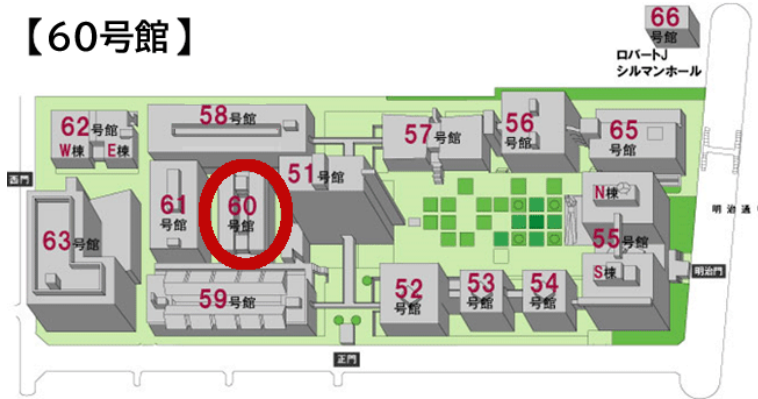 【60号館】
66
号館
ロバートJ
シルマンホール
62号館
W棟 E棟
58号館
57号館
56
号館
65
号館
西門
51号館
61
号館
60
号館
N棟
明治通り
63号館
55号館
S棟
明治門
59号館
52
号館
53
号館
54
号館
正門